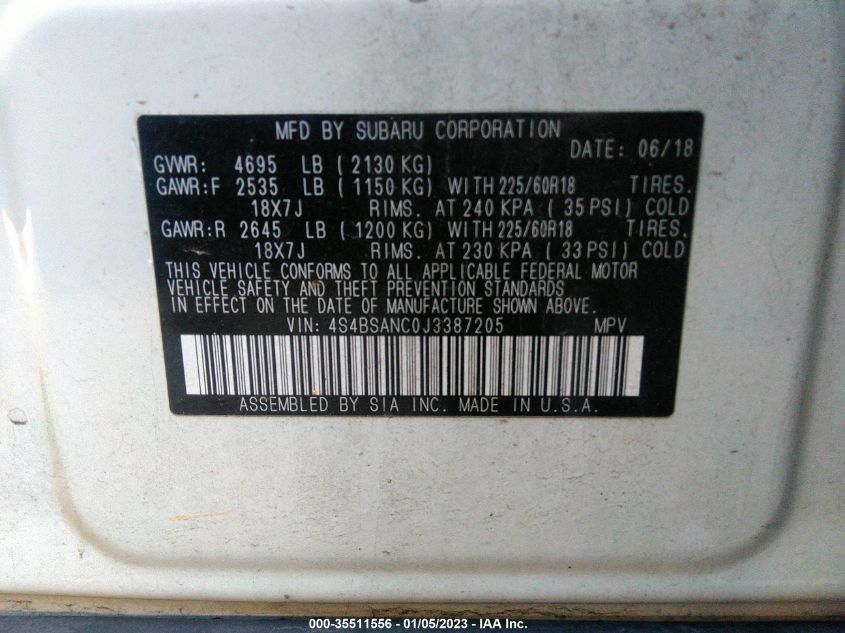 MFD BY SUBARU CORPORATION
DATE: 06/18
GVWR: 4695 LB ( 2130 KG)
GAWR:F 2535 LB ( 1150 KG) WITH 225/60R18 TIRES.
18X7J RIMS. AT 240 KPA ( 35 PSI) COLD
GAWR:R 2645 LB ( 1200 KG) WITH 225/60R18 TIRES.
18X7J RIMS. AT 230 KPA ( 33 PSI) COLD
THIS VEHICLE CONFORMS TO ALL APPLICABLE FEDERAL MOTOR
VEHICLE SAFETY AND THEFT PREVENTION STANDARDS
IN EFFECT ON THE DATE OF MANUFACTURE SHOWN ABOVE.
VIN: 4S4BSANC0J3387205 MPV
ASSEMBLED BY SIA INC. MADE IN U.S.A.
000-35511556 - 01/05/2023 - IAA Inc.